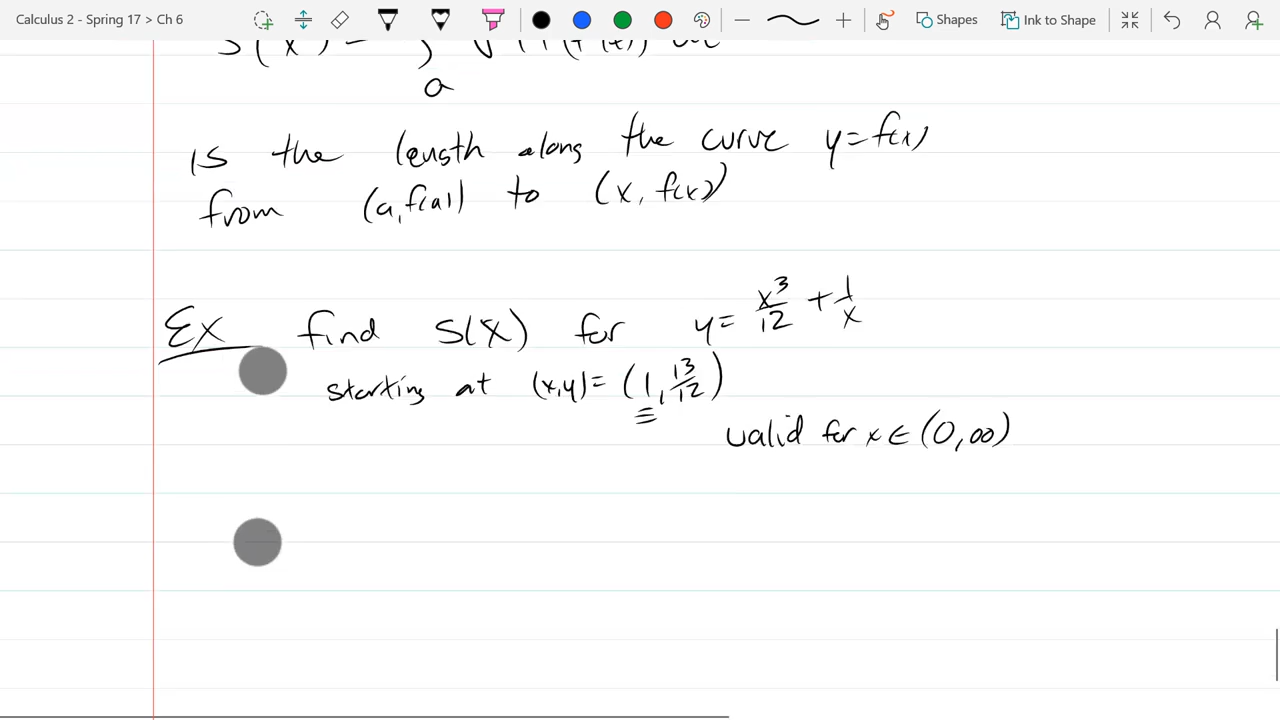 Calculus 2 - Spring 17 > Ch 6
Shapes
Ink to Shape
a
is the length along the curve y=f(x)
from (a, f(a)) to (x, f(x))
Ex find S(x) for y= x³/12 + 1/x
starting at (x,y)= (1, 13/12)
valid for x ∈ (0, ∞)